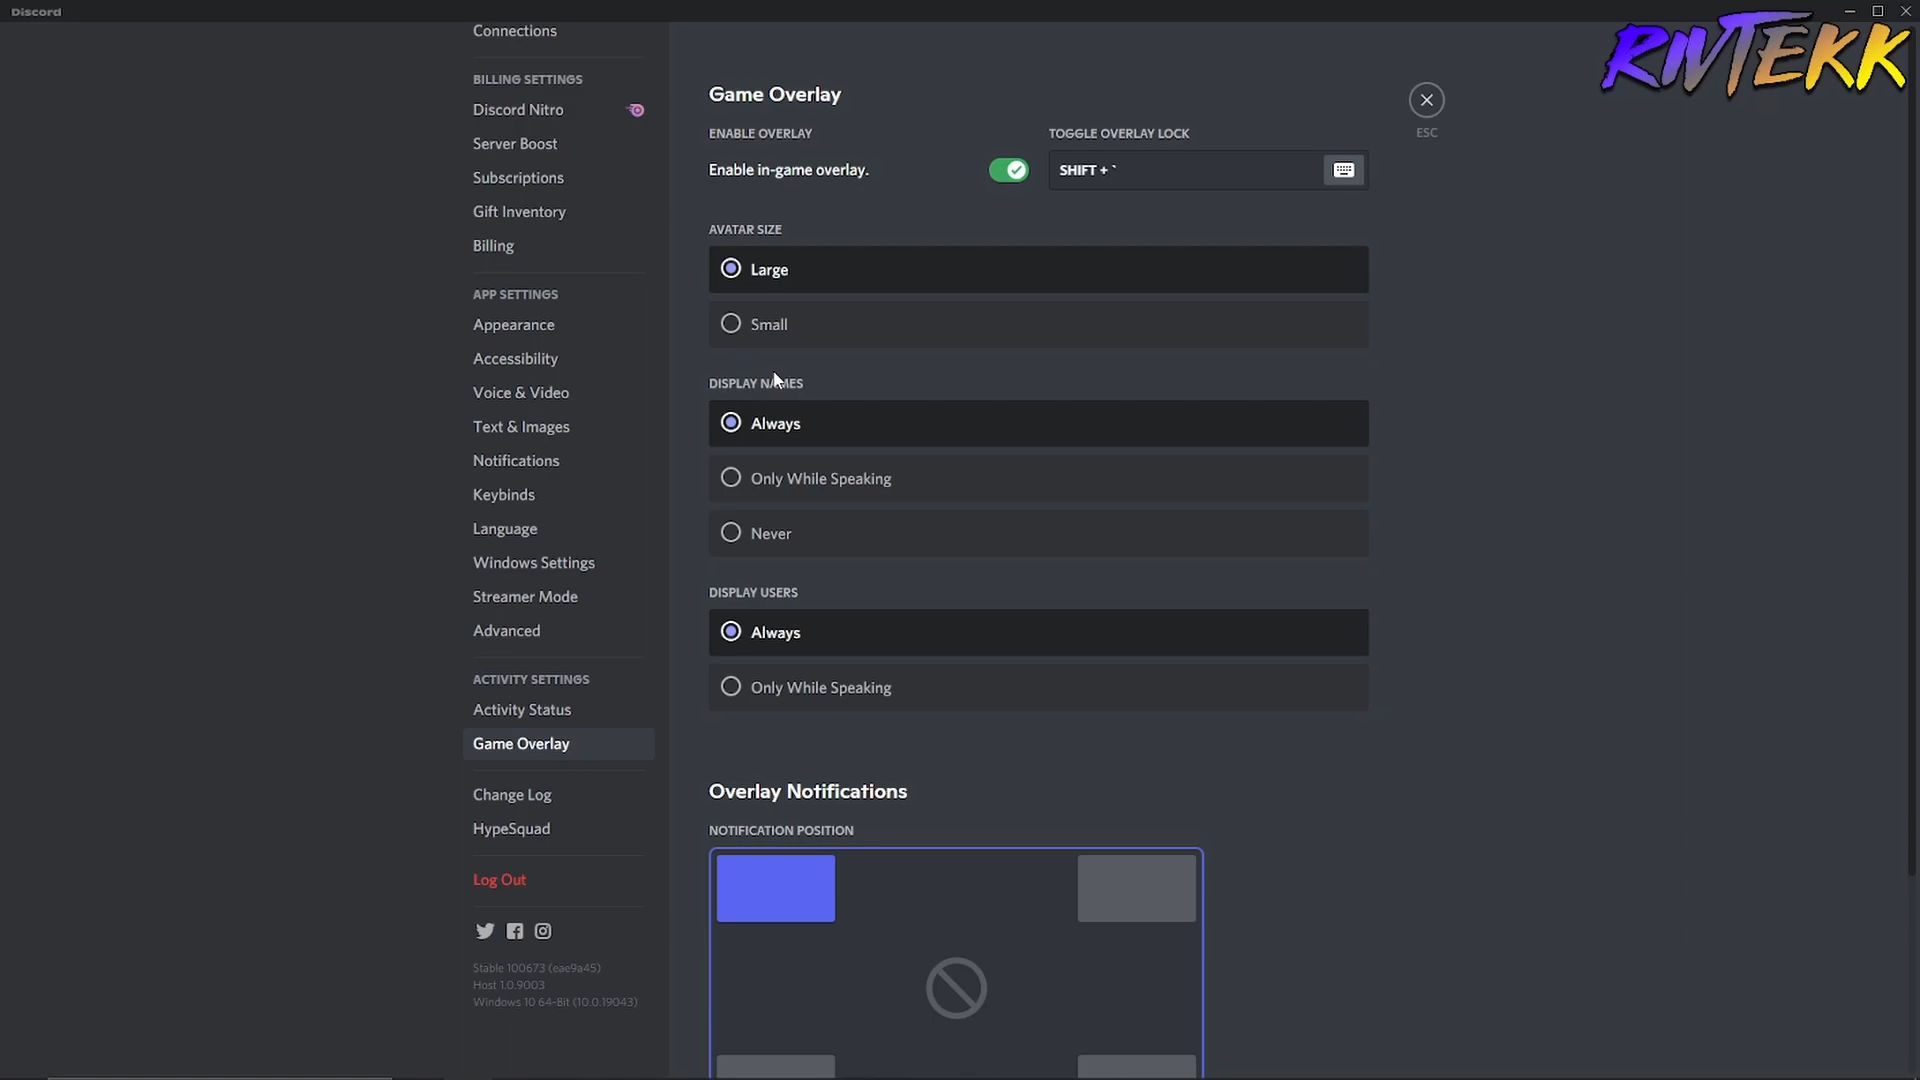 Discord
RIVTEKK
Connections
BILLING SETTINGS
Discord Nitro
Server Boost
Subscriptions
Gift Inventory
Billing
APP SETTINGS
Appearance
Accessibility
Voice & Video
Text & Images
Notifications
Keybinds
Language
Windows Settings
Streamer Mode
Advanced
ACTIVITY SETTINGS
Activity Status
Game Overlay
Change Log
HypeSquad
Log Out
Stable 100673 (eae9a45)
Host 1.0.9003
Windows 10 64-Bit (10.0.19043)
Game Overlay
ESC
ENABLE OVERLAY
Enable in-game overlay.
TOGGLE OVERLAY LOCK
SHIFT + `
AVATAR SIZE
Large
Small
DISPLAY NAMES
Always
Only While Speaking
Never
DISPLAY USERS
Always
Only While Speaking
Overlay Notifications
NOTIFICATION POSITION